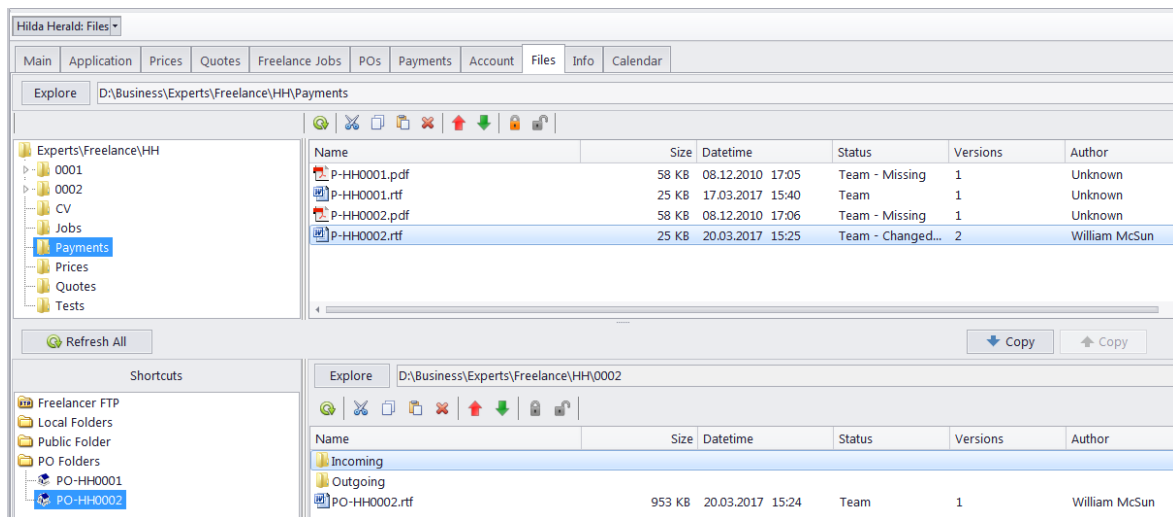 Hilda Herald: Files
Main Application Prices Quotes Freelance Jobs POs Payments Account Files Info Calendar
Explore D:\Business\Experts\Freelance\HH\Payments
Experts\Freelance\HH
0001
0002
CV
Jobs
Payments
Prices
Quotes
Tests
Name Size Datetime Status Versions Author
P-HH0001.pdf 58 KB 08.12.2010 17:05 Team - Missing 1 Unknown
P-HH0001.rtf 25 KB 17.03.2017 15:40 Team 1 Unknown
P-HH0002.pdf 58 KB 08.12.2010 17:06 Team - Missing 1 Unknown
P-HH0002.rtf 25 KB 20.03.2017 15:25 Team - Changed... 2 William McSun
Refresh All Copy Copy
Shortcuts
Freelancer FTP
Local Folders
Public Folder
PO Folders
PO-HH0001
PO-HH0002
Explore D:\Business\Experts\Freelance\HH\0002
Name Size Datetime Status Versions Author
Incoming
Outgoing
PO-HH0002.rtf 953 KB 20.03.2017 15:24 Team 1 William McSun